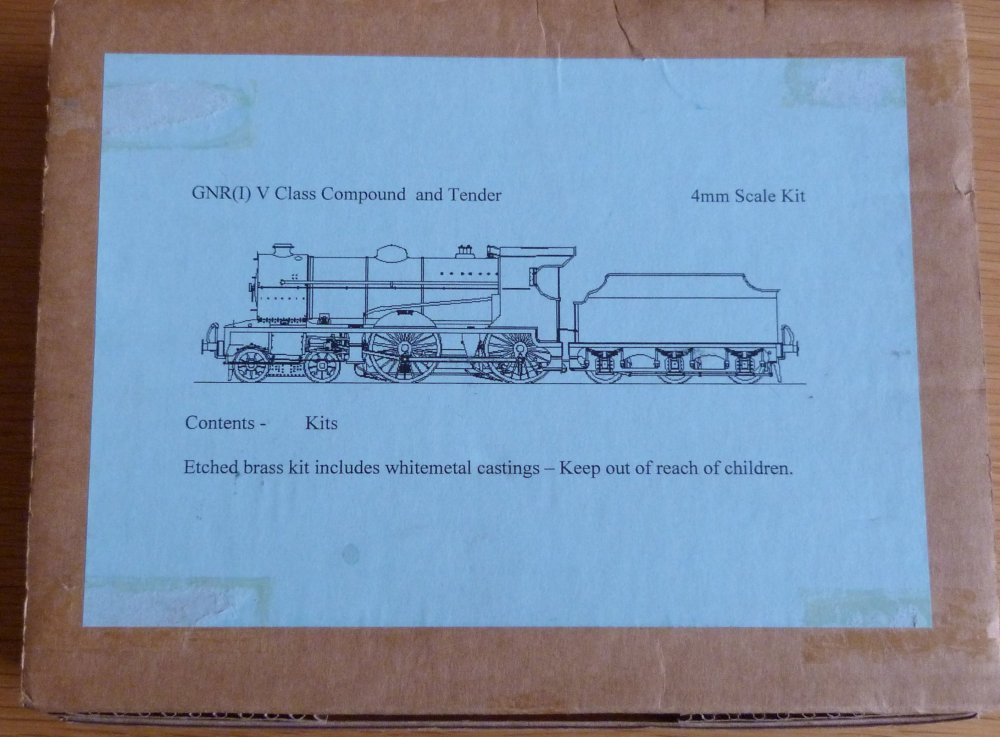 GNR(I) V Class Compound and Tender 4mm Scale Kit
Contents - Kits
Etched brass kit includes whitemetal castings – Keep out of reach of children.